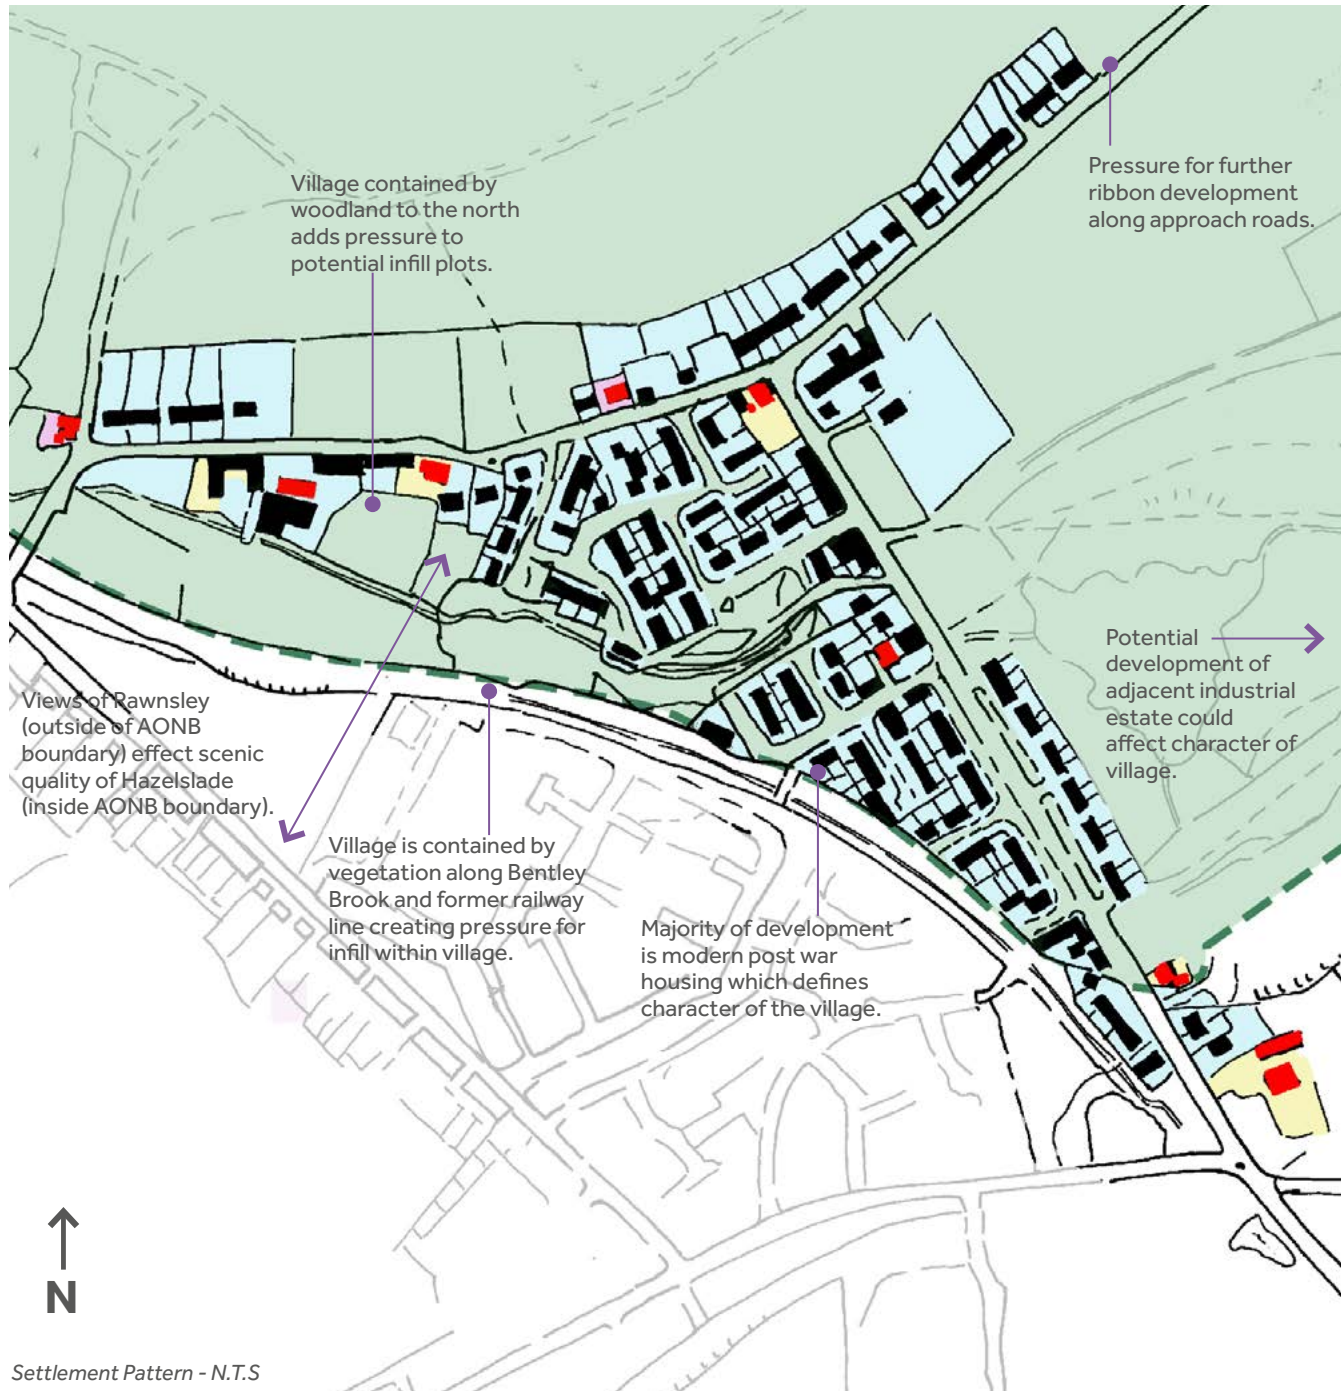 Pressure for further
ribbon development
along approach roads.
Village contained by
woodland to the north
adds pressure to
potential infill plots.
Potential
development of
adjacent industrial
estate could
affect character of
village.
Views of Rawnsley
(outside of AONB
boundary) effect scenic
quality of Hazelslade
(inside AONB boundary).
Village is contained by
vegetation along Bentley
Brook and former railway
line creating pressure for
infill within village.
Majority of development
is modern post war
housing which defines
character of the village.
N
Settlement Pattern - N.T.S